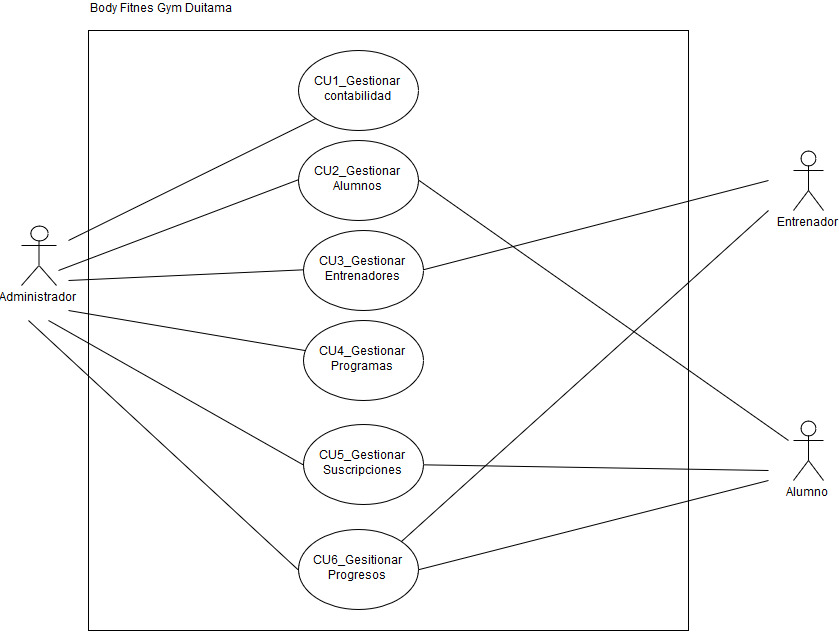 Body Fitnes Gym Duitama
CU1_Gestionar
contabilidad
CU2_Gestionar
Alumnos
CU3_Gestionar
Entrenadores
CU4_Gestionar
Programas
CU5_Gestionar
Suscripciones
CU6_Gesitionar
Progresos
Administrador
Entrenador
Alumno